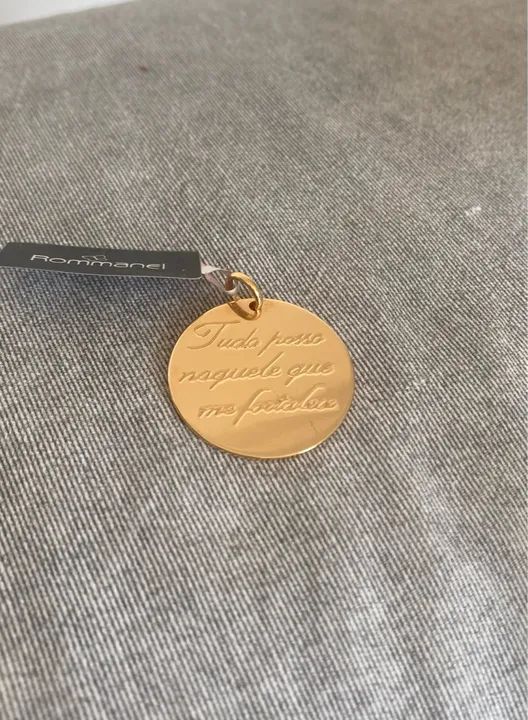 Rommanel
Tudo posso
naquele que
me fortalece